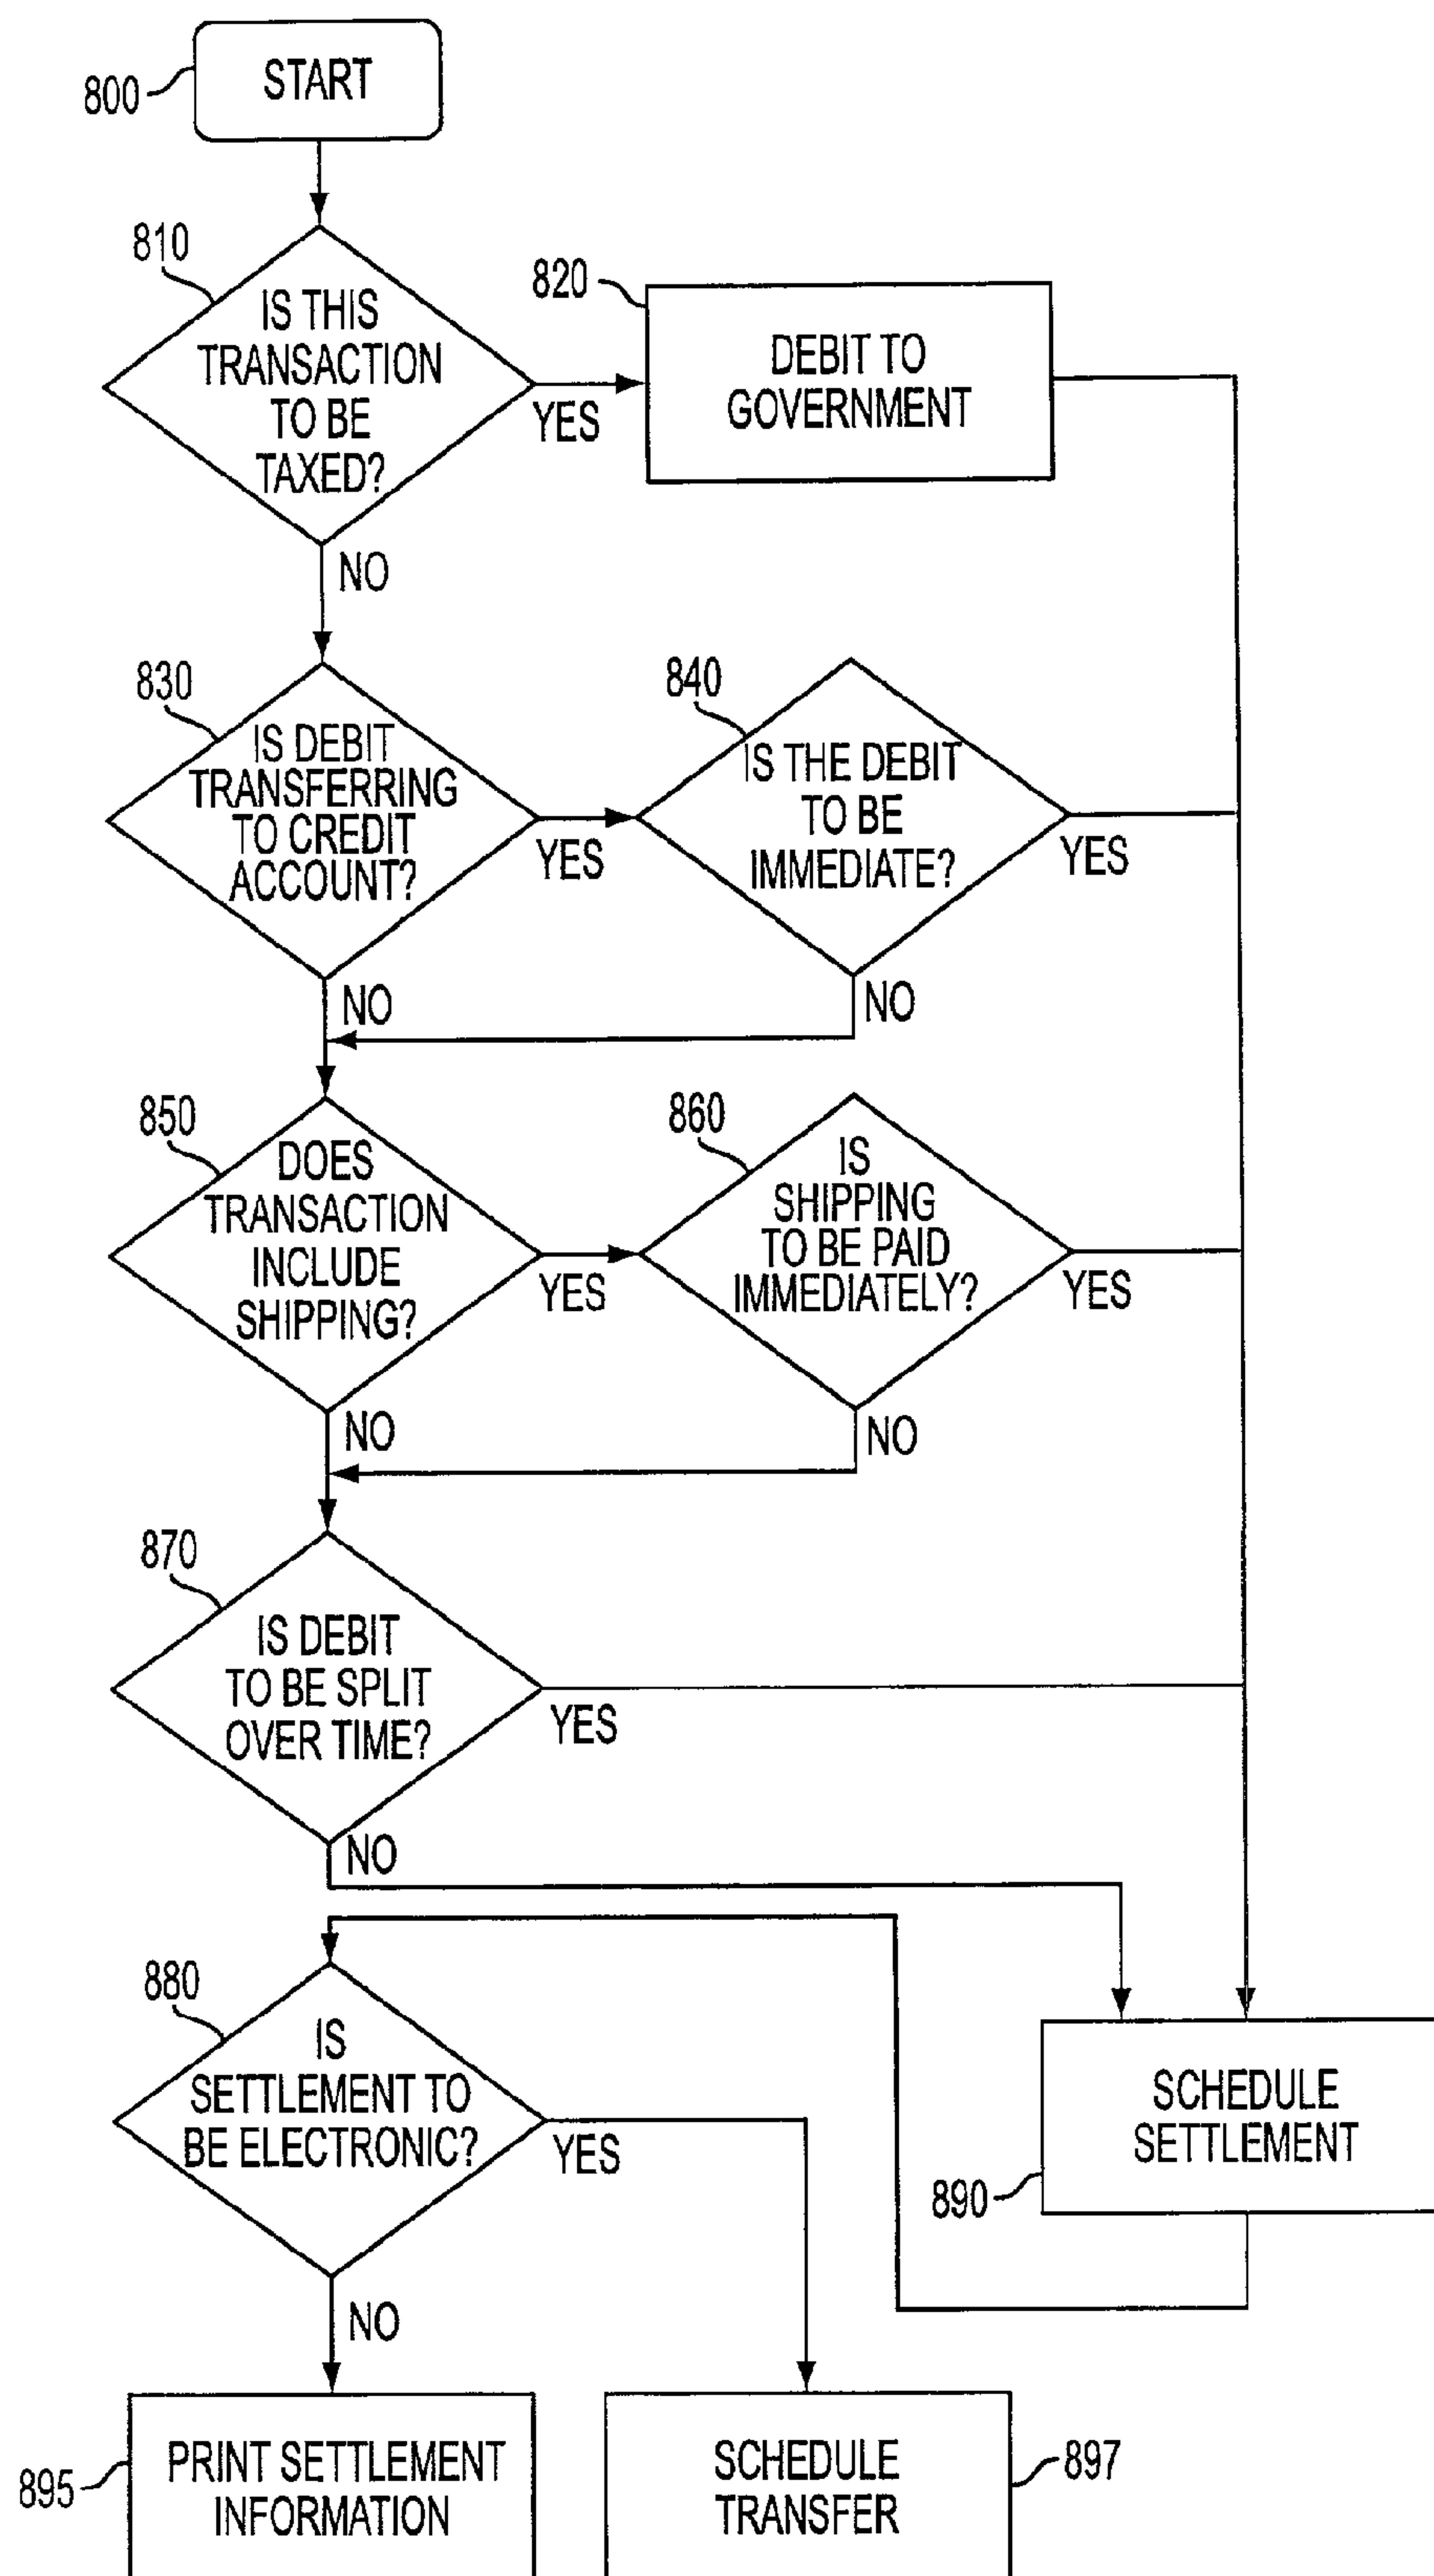 800
START
810
IS THIS
TRANSACTION
TO BE
TAXED?
YES
NO
820
DEBIT TO
GOVERNMENT
830
IS DEBIT
TRANSFERRING
TO CREDIT
ACCOUNT?
YES
NO
840
IS THE DEBIT
TO BE
IMMEDIATE?
YES
NO
850
DOES
TRANSACTION
INCLUDE
SHIPPING?
YES
NO
860
IS
SHIPPING
TO BE PAID
IMMEDIATELY?
YES
NO
870
IS DEBIT
TO BE SPLIT
OVER TIME?
YES
NO
880
IS
SETTLEMENT TO
BE ELECTRONIC?
YES
NO
SCHEDULE
SETTLEMENT
890
895
PRINT SETTLEMENT
INFORMATION
SCHEDULE
TRANSFER
897